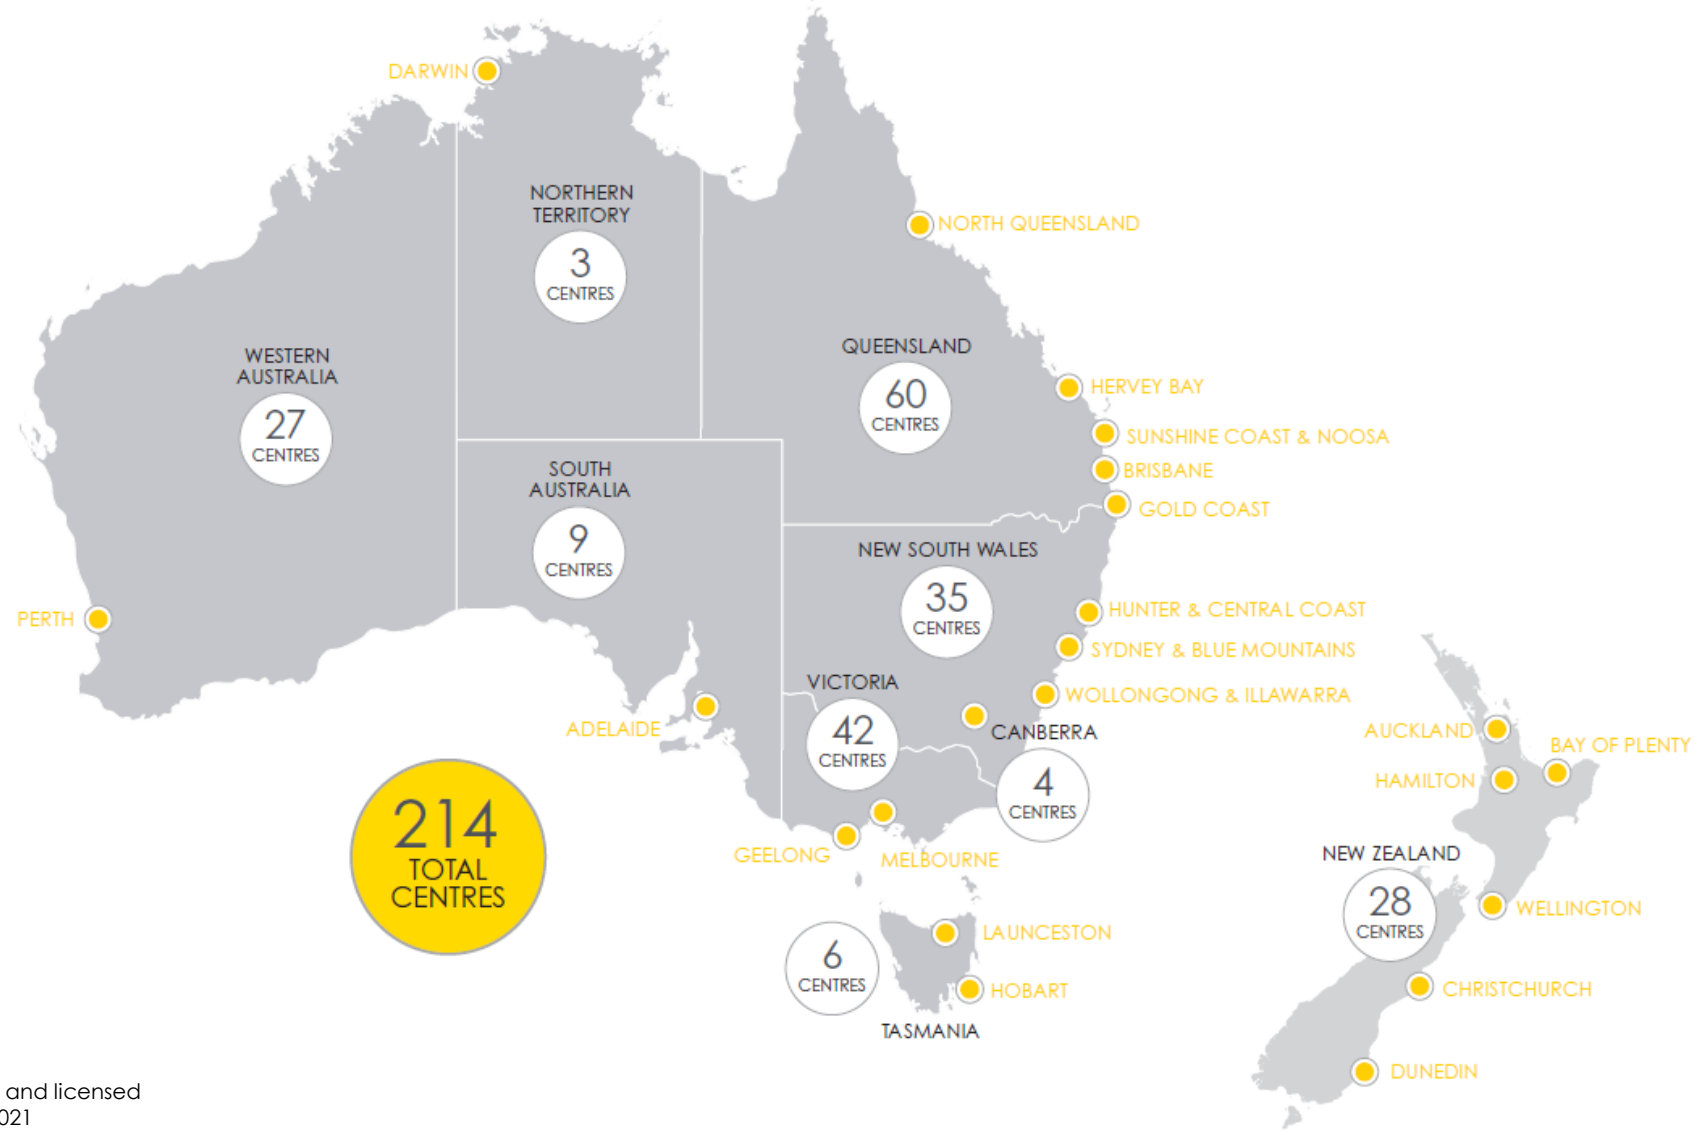 DARWIN
NORTHERN
TERRITORY
3
CENTRES
NORTH QUEENSLAND
WESTERN
AUSTRALIA
27
CENTRES
QUEENSLAND
60
CENTRES
HERVEY BAY
SUNSHINE COAST & NOOSA
BRISBANE
GOLD COAST
SOUTH
AUSTRALIA
9
CENTRES
NEW SOUTH WALES
35
CENTRES
PERTH
HUNTER & CENTRAL COAST
SYDNEY & BLUE MOUNTAINS
WOLLONGONG & ILLAWARRA
VICTORIA
42
CENTRES
CANBERRA
4
CENTRES
ADELAIDE
GEELONG
MELBOURNE
214
TOTAL
CENTRES
6
CENTRES
LAUNCESTON
HOBART
TASMANIA
AUCKLAND
BAY OF PLENTY
HAMILTON
NEW ZEALAND
28
CENTRES
WELLINGTON
CHRISTCHURCH
DUNEDIN
and licensed
021